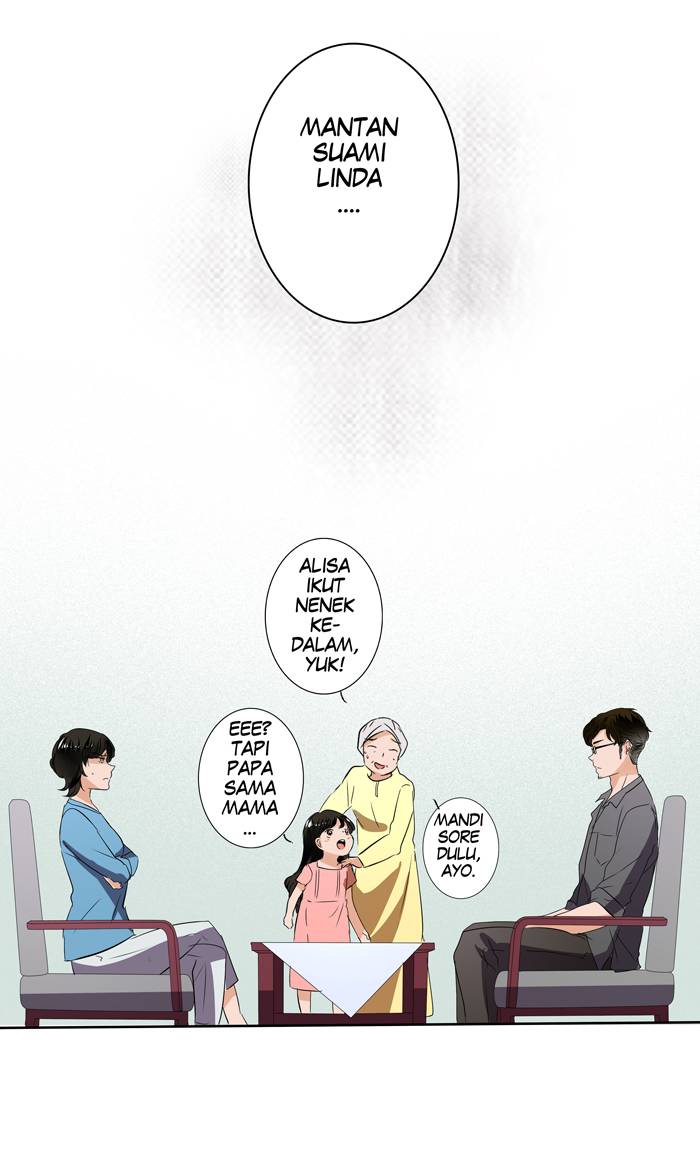 MANTAN
SUAMI
LINDA
....
ALISA
IKUT
NENEK
KE-
DALAM,
YUK!
EEE?
TAPI
PAPA
SAMA
MAMA
...
MANDI
SORE
DULU,
AYO.